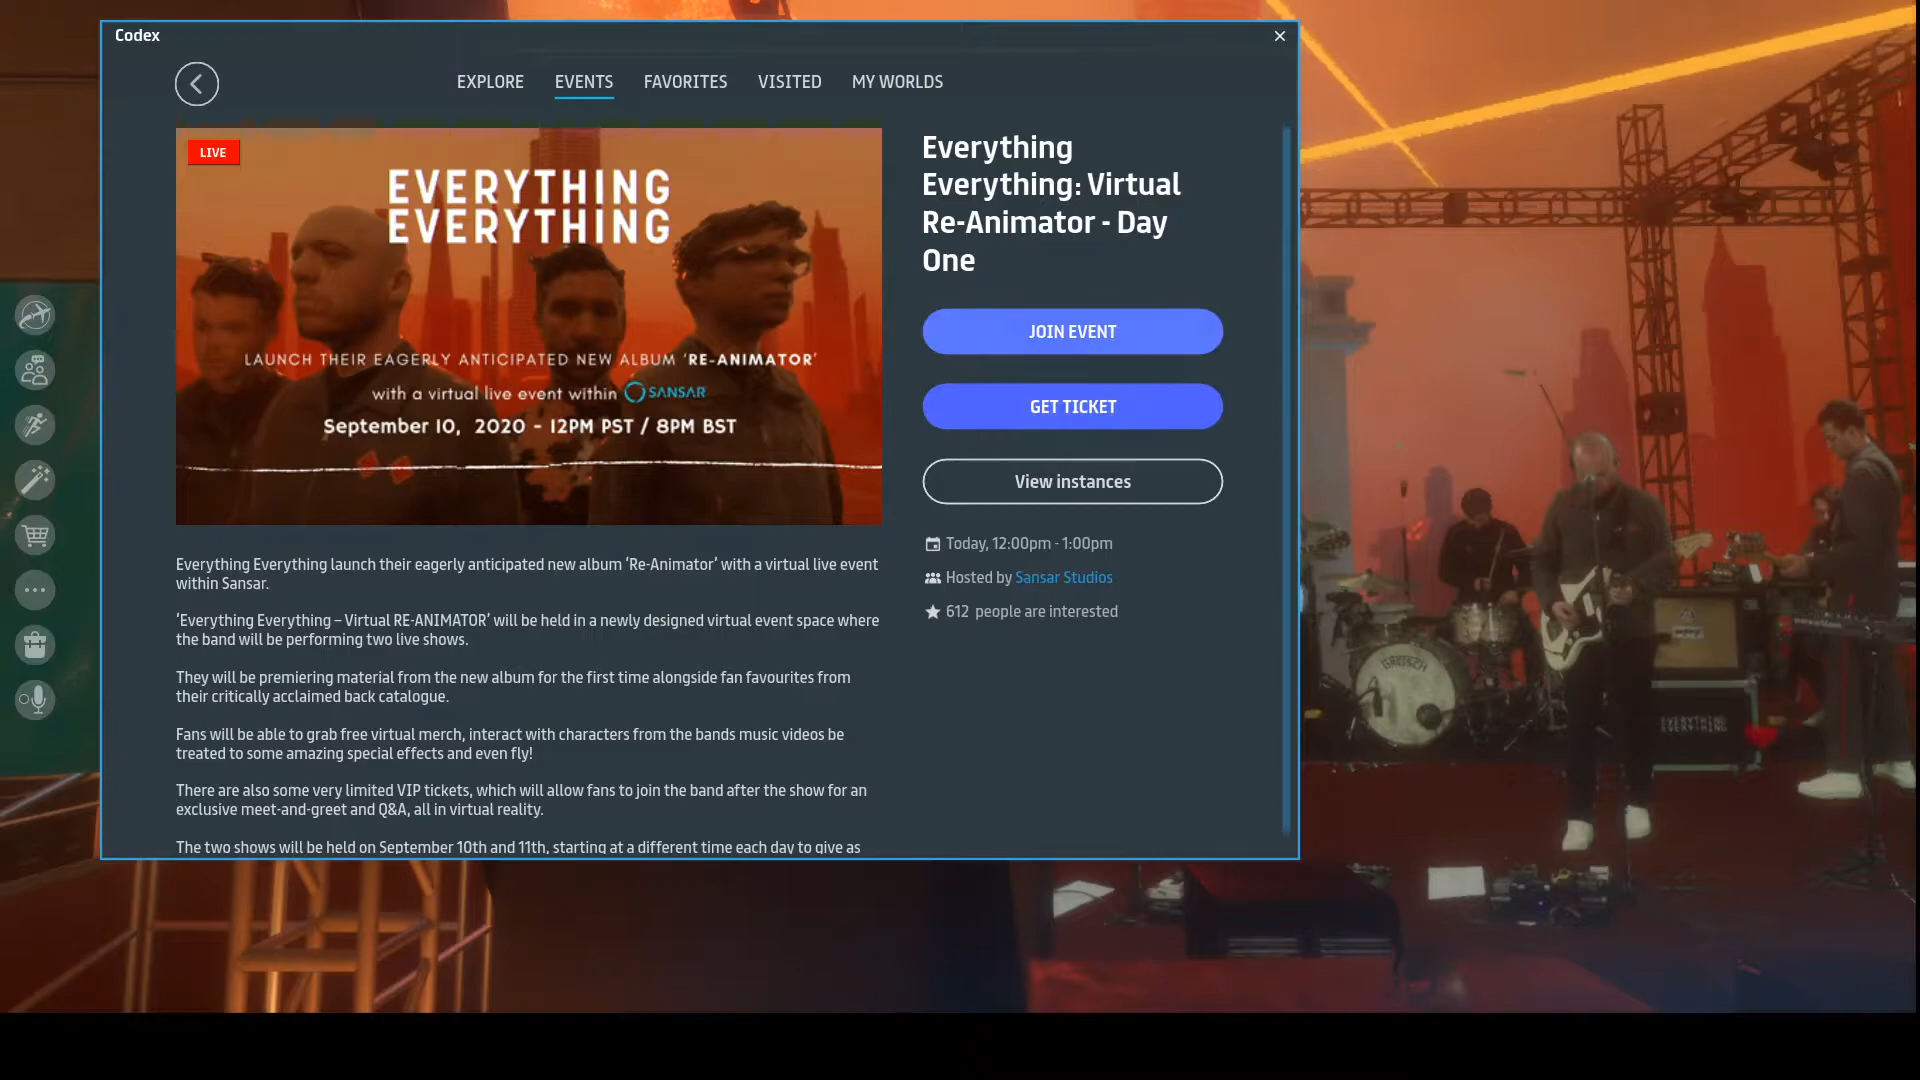 Codex
EXPLORE
EVENTS
FAVORITES
VISITED
MY WORLDS
LIVE
EVERYTHING
EVERYTHING
LAUNCH THEIR EAGERLY ANTICIPATED NEW ALBUM 'RE-ANIMATOR'
with a virtual live event within SANSAR
September 10, 2020 - 12PM PST / 8PM BST
Everything Everything launch their eagerly anticipated new album ‘Re-Animator’ with a virtual live event
within Sansar.
‘Everything Everything – Virtual RE-ANIMATOR’ will be held in a newly designed virtual event space where
the band will be performing two live shows.
They will be premiering material from the new album for the first time alongside fan favourites from
their critically acclaimed back catalogue.
Fans will be able to grab free virtual merch, interact with characters from the bands music videos be
treated to some amazing special effects and even fly!
There are also some very limited VIP tickets, which will allow fans to join the band after the show for an
exclusive meet-and-greet and Q&A, all in virtual reality.
The two shows will be held on September 10th and 11th, starting at a different time each day to give as
Everything
Everything: Virtual
Re-Animator - Day
One
JOIN EVENT
GET TICKET
View instances
Today, 12:00pm - 1:00pm
Hosted by Sansar Studios
612 people are interested
GRETSCH
EVERYTHING
EVERYTHING